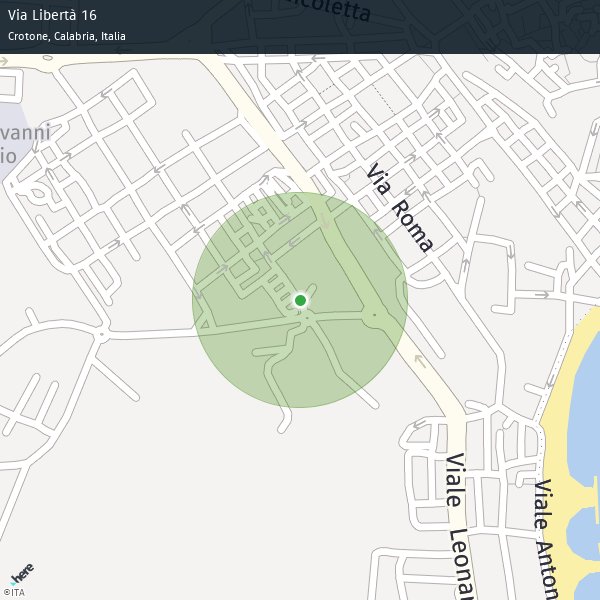 Via Libertà 16
Crotone, Calabria, Italia
icoletta
vanni
io
Via Roma
Viale Leonar
Viale Anton
here
©ITA